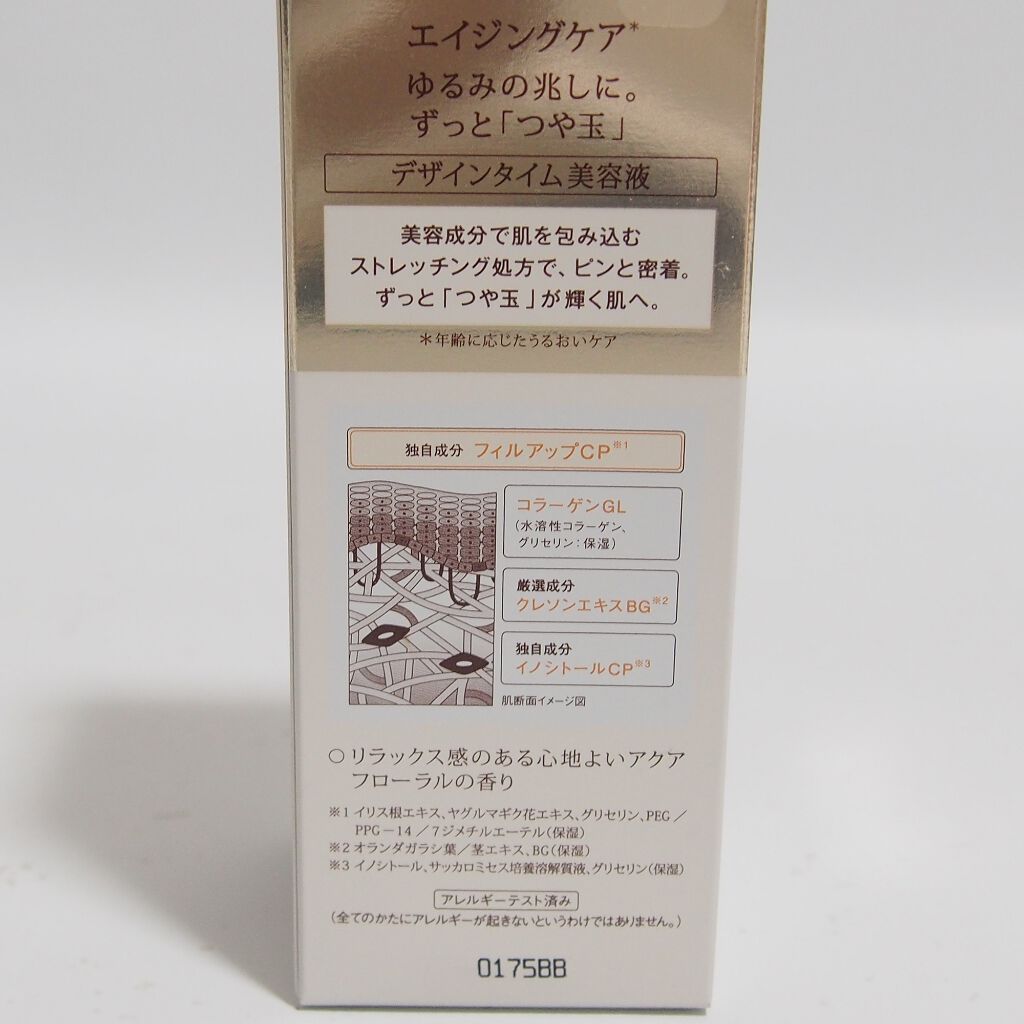 エイジングケア*
ゆるみの兆しに。
ずっと「つや玉」
デザインタイム美容液
美容成分で肌を包み込む
ストレッチング処方で、ピンと密着。
ずっと「つや玉」が輝く肌へ。
*年齢に応じたうるおいケア
独自成分 フィルアップCP※1
コラーゲンGL
(水溶性コラーゲン、
グリセリン:保湿)
厳選成分
クレソンエキスBG※2
独自成分
イノシトールCP※3
肌断面イメージ図
○リラックス感のある心地よいアクア
フローラルの香り
※1 イリス根エキス、ヤグルマギク花エキス、グリセリン、PEG/
PPG-14/7ジメチルエーテル(保湿)
※2 オランダガラシ葉/茎エキス、BG(保湿)
※3 イノシトール、サッカロミセス培養溶解質液、グリセリン(保湿)
アレルギーテスト済み
(全てのかたにアレルギーが起きないというわけではありません。)
0175BB